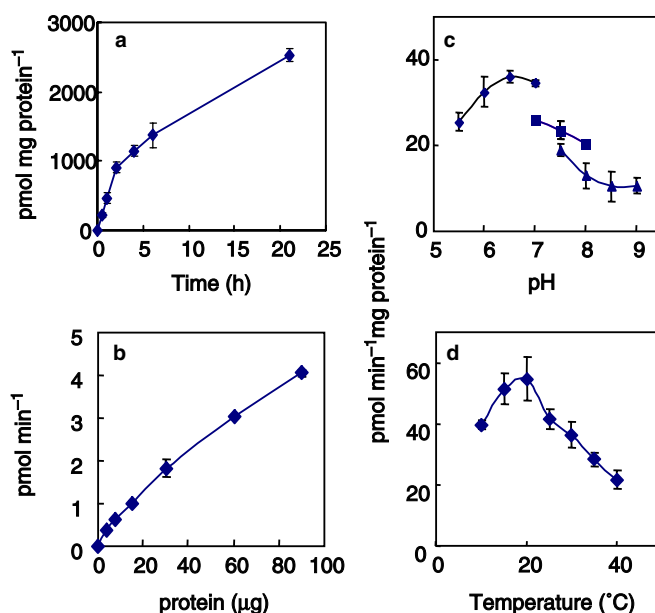 a
3000
2000
1000
0
0 5 10 15 20 25
Time (h)
pmol mg protein⁻¹
b
5
4
3
2
1
0
0 20 40 60 80 100
protein (µg)
pmol min⁻¹
c
40
20
0
5 6 7 8 9
pH
pmol min⁻¹mg protein⁻¹
d
60
40
20
0 20 40
Temperature (˚C)